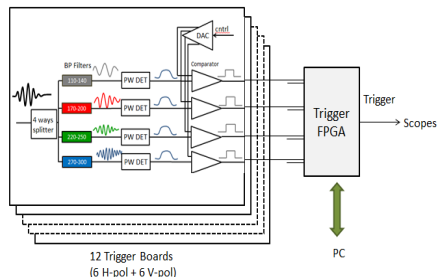 BP Filters
DAC
cntrl
Comparator
110-140
PW DET
170-200
PW DET
4 ways
splitter
220-250
PW DET
270-300
PW DET
Trigger
FPGA
Trigger
Scopes
PC
12 Trigger Boards
(6 H-pol + 6 V-pol)